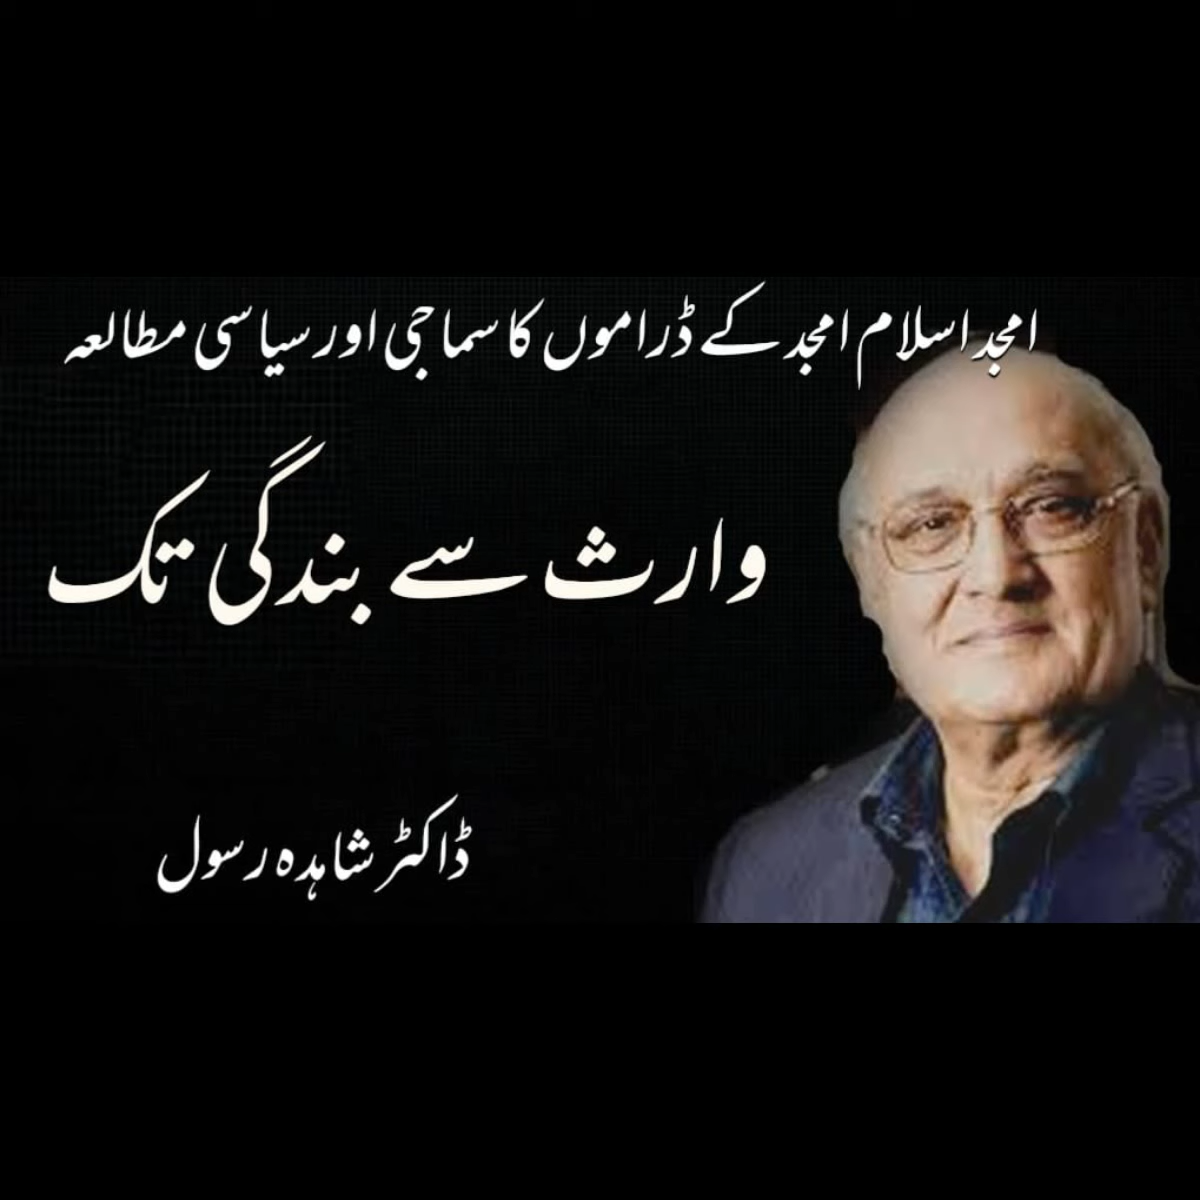 امجد اسلام امجد کے ڈراموں کا سماجی اور سیاسی مطالعہ
وارث سے بندگی تک
ڈاکٹر شاہدہ رسول